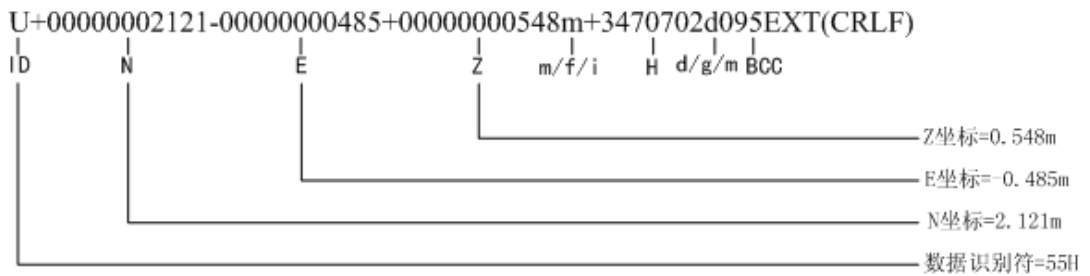 U+00000002121-00000000485+00000000548m+3470702d095EXT(CRLF)
ID N E Z m/f/i H d/g/m BCC
Z坐标=0.548m
E坐标=-0.485m
N坐标=2.121m
数据识别符=55H